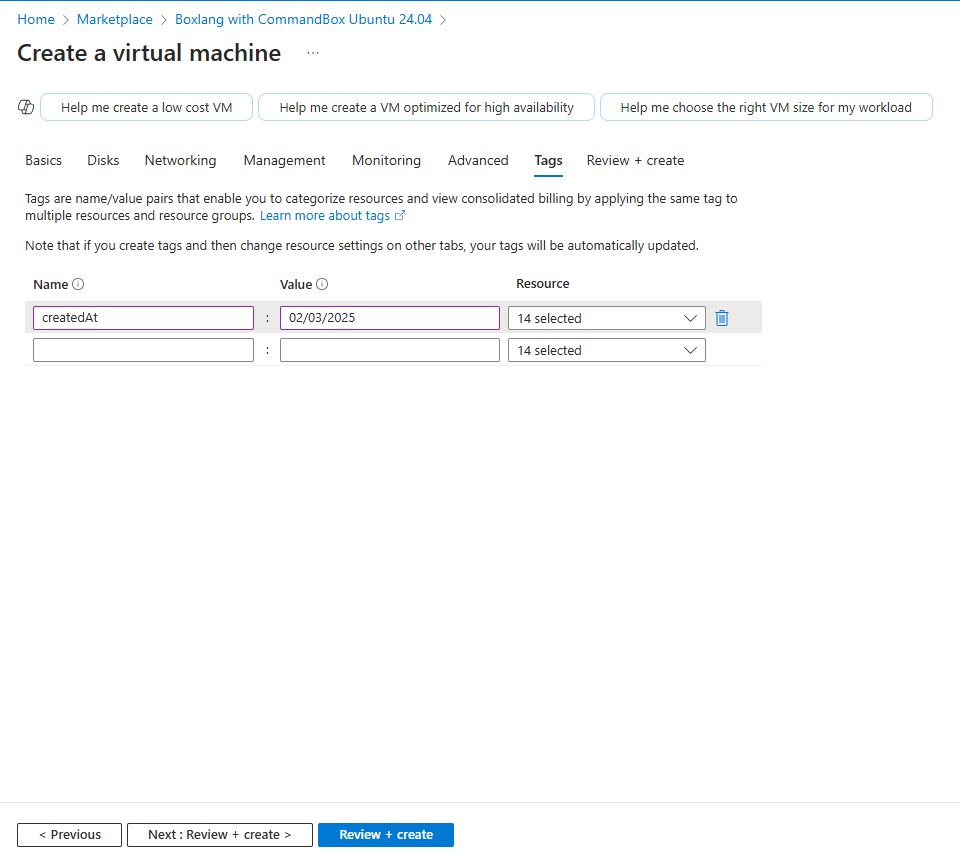 Home > Marketplace > Boxlang with CommandBox Ubuntu 24.04 >
Create a virtual machine ...
Help me create a low cost VM Help me create a VM optimized for high availability Help me choose the right VM size for my workload
Basics Disks Networking Management Monitoring Advanced Tags Review + create
Tags are name/value pairs that enable you to categorize resources and view consolidated billing by applying the same tag to
multiple resources and resource groups. Learn more about tags
Note that if you create tags and then change resource settings on other tabs, your tags will be automatically updated.
Name Value Resource
createdAt : 02/03/2025 14 selected
: 14 selected
< Previous Next : Review + create > Review + create